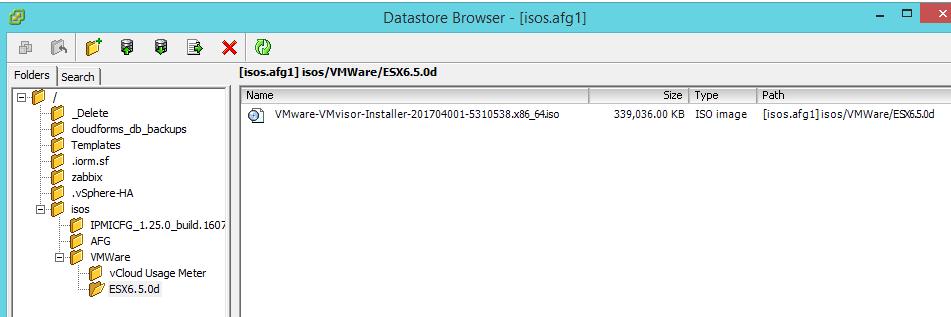 Datastore Browser - [isos.afg1]
Folders Search
[isos.afg1] isos/VMWare/ESX6.5.0d
Name Size Type Path
VMware-VMvisor-Installer-201704001-5310538.x86_64.iso 339,036.00 KB ISO image [isos.afg1] isos/VMWare/ESX6.5.0d
/
_Delete
cloudforms_db_backups
Templates
.iorm.sf
zabbix
.vSphere-HA
isos
IPMICFG_1.25.0_build.1607
AFG
VMWare
vCloud Usage Meter
ESX6.5.0d